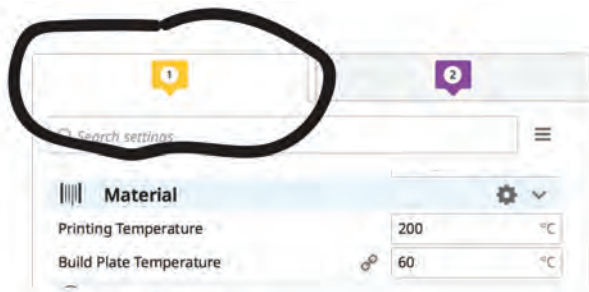 1
2
Search settings
Material
Printing Temperature 200 °C
Build Plate Temperature 60 °C